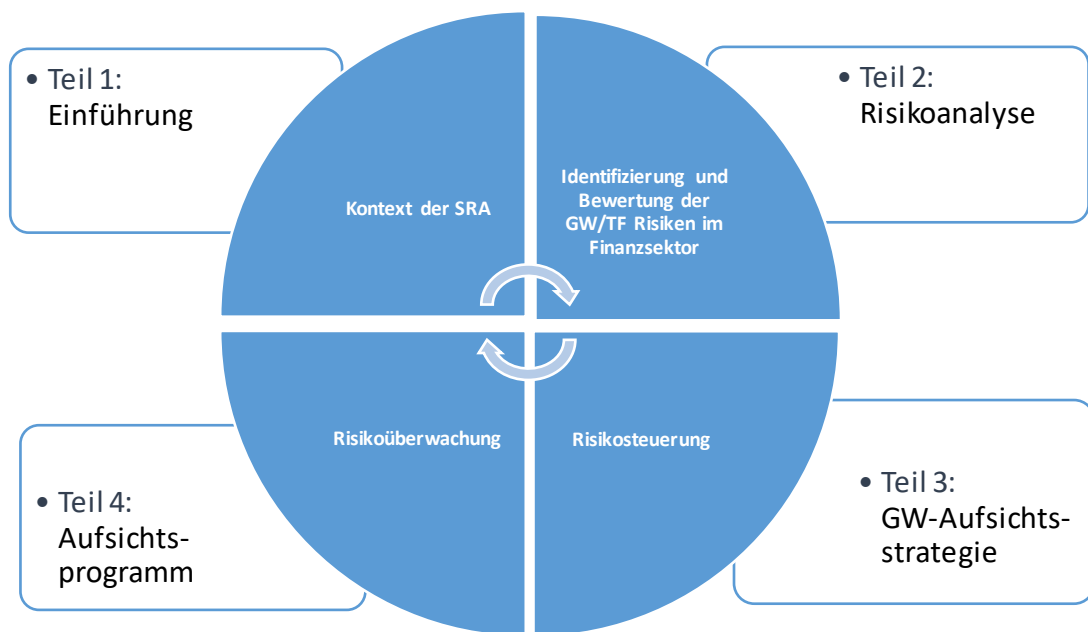 • Teil 1:
Einführung
• Teil 2:
Risikoanalyse
Kontext der SRA
Identifizierung und
Bewertung der
GW/TF Risiken im
Finanzsektor
Risikoüberwachung
Risikosteuerung
• Teil 4:
Aufsichts-
programm
• Teil 3:
GW-Aufsichts-
strategie